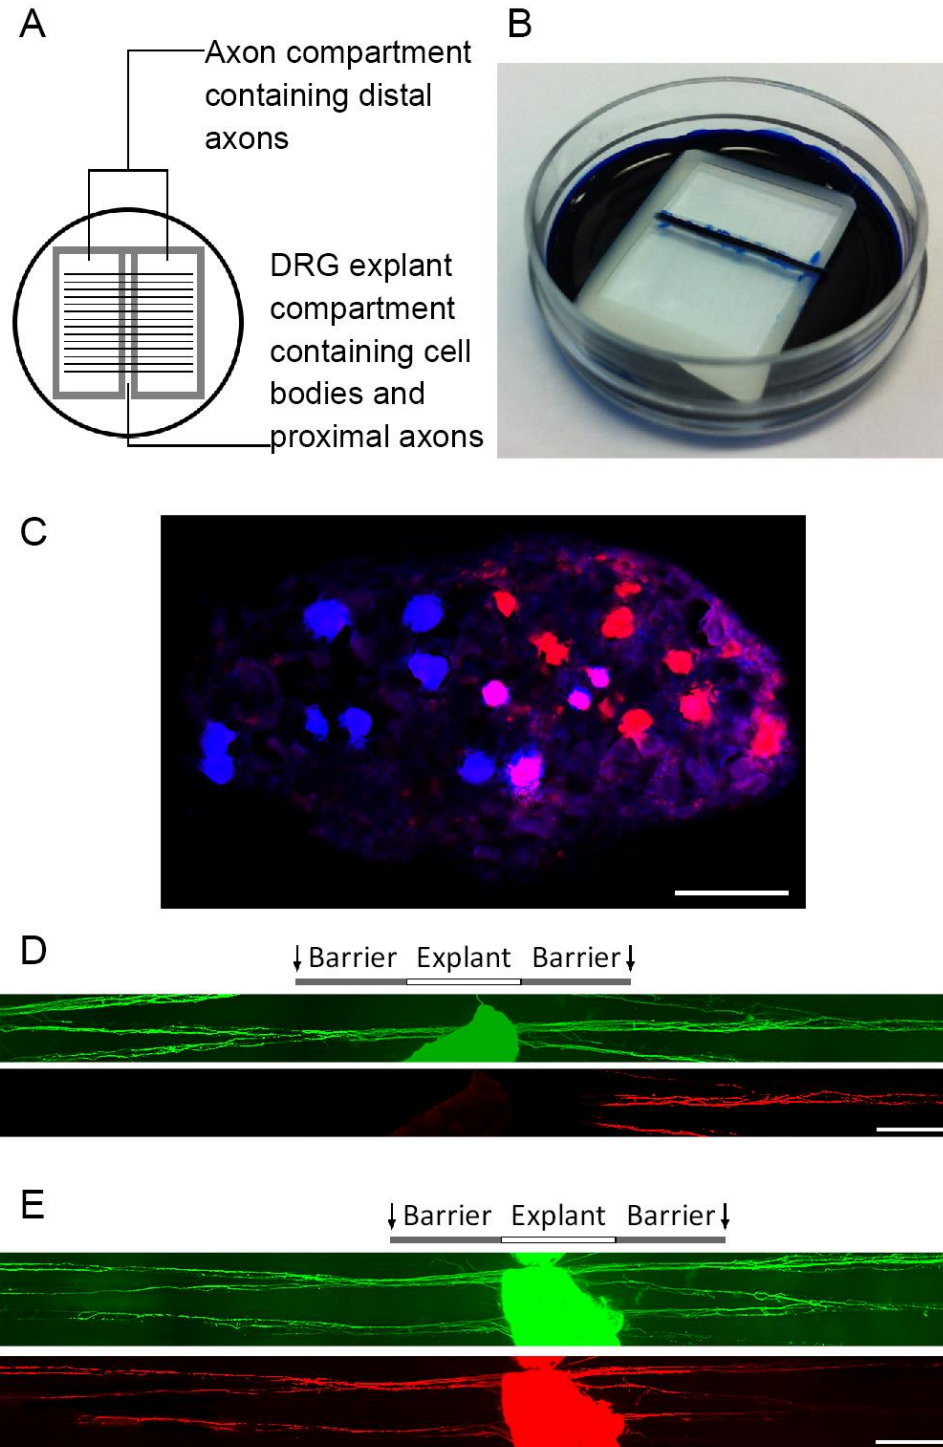 A
Axon compartment
containing distal
axons
DRG explant
compartment
containing cell
bodies and
proximal axons
B
C
D
Barrier Explant Barrier
E
Barrier Explant Barrier